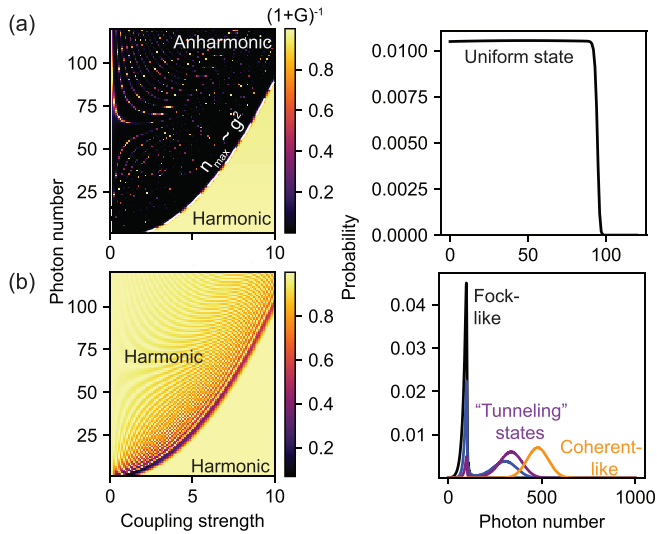 (a)
(1+G)-1
Anharmonic
n max ~ g2
Harmonic
Photon number
100
75
50
25
0
5
10
0.8
0.6
0.4
0.2
Uniform state
Probability
0.0100
0.0075
0.0050
0.0025
0.0000
0
100
(b)
Harmonic
Harmonic
100
75
50
25
0
5
10
Coupling strength
0.8
0.6
0.4
0.2
Fock-
like
“Tunneling”
states
Coherent-
like
0.04
0.03
0.02
0.01
0
500
1000
Photon number